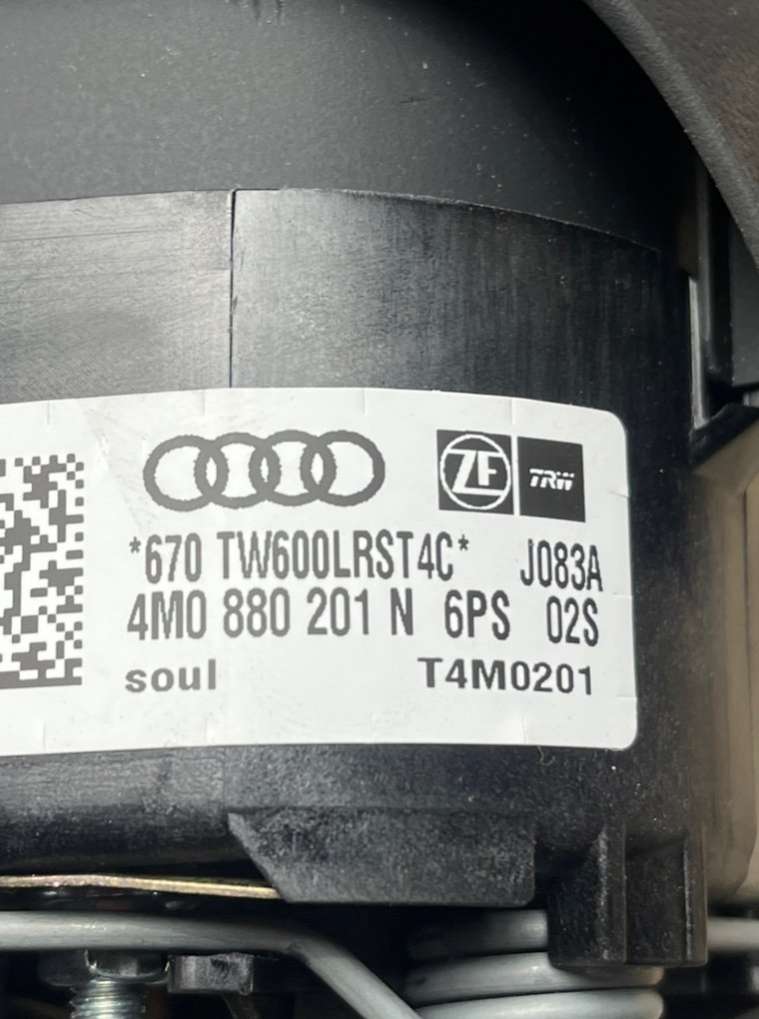 ZF TRW
*670 TW600LRST4C* J083A
4M0 880 201 N 6PS 02S
soul T4M0201